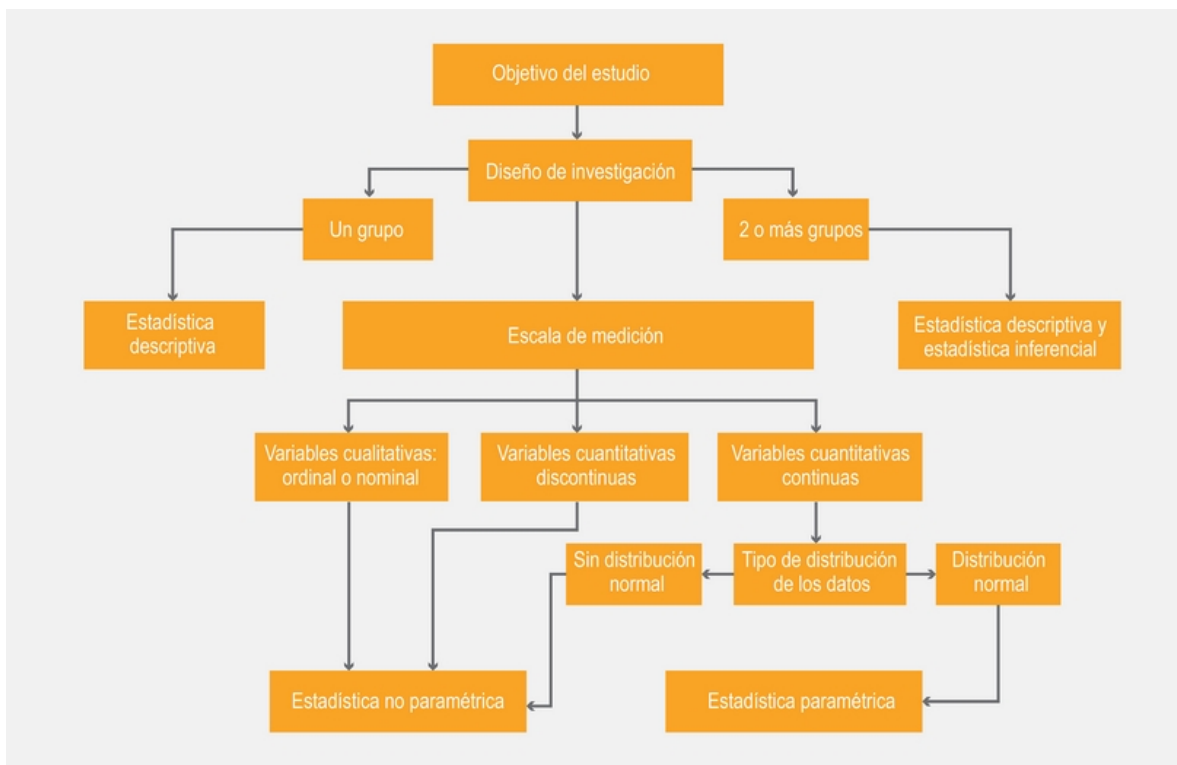 Objetivo del estudio
Diseño de investigación
Un grupo
2 o más grupos
Estadística
descriptiva
Escala de medición
Estadística descriptiva y
estadística inferencial
Variables cualitativas:
ordinal o nominal
Variables cuantitativas
discontinuas
Variables cuantitativas
continuas
Sin distribución
normal
Tipo de distribución
de los datos
Distribución
normal
Estadística no paramétrica
Estadística paramétrica